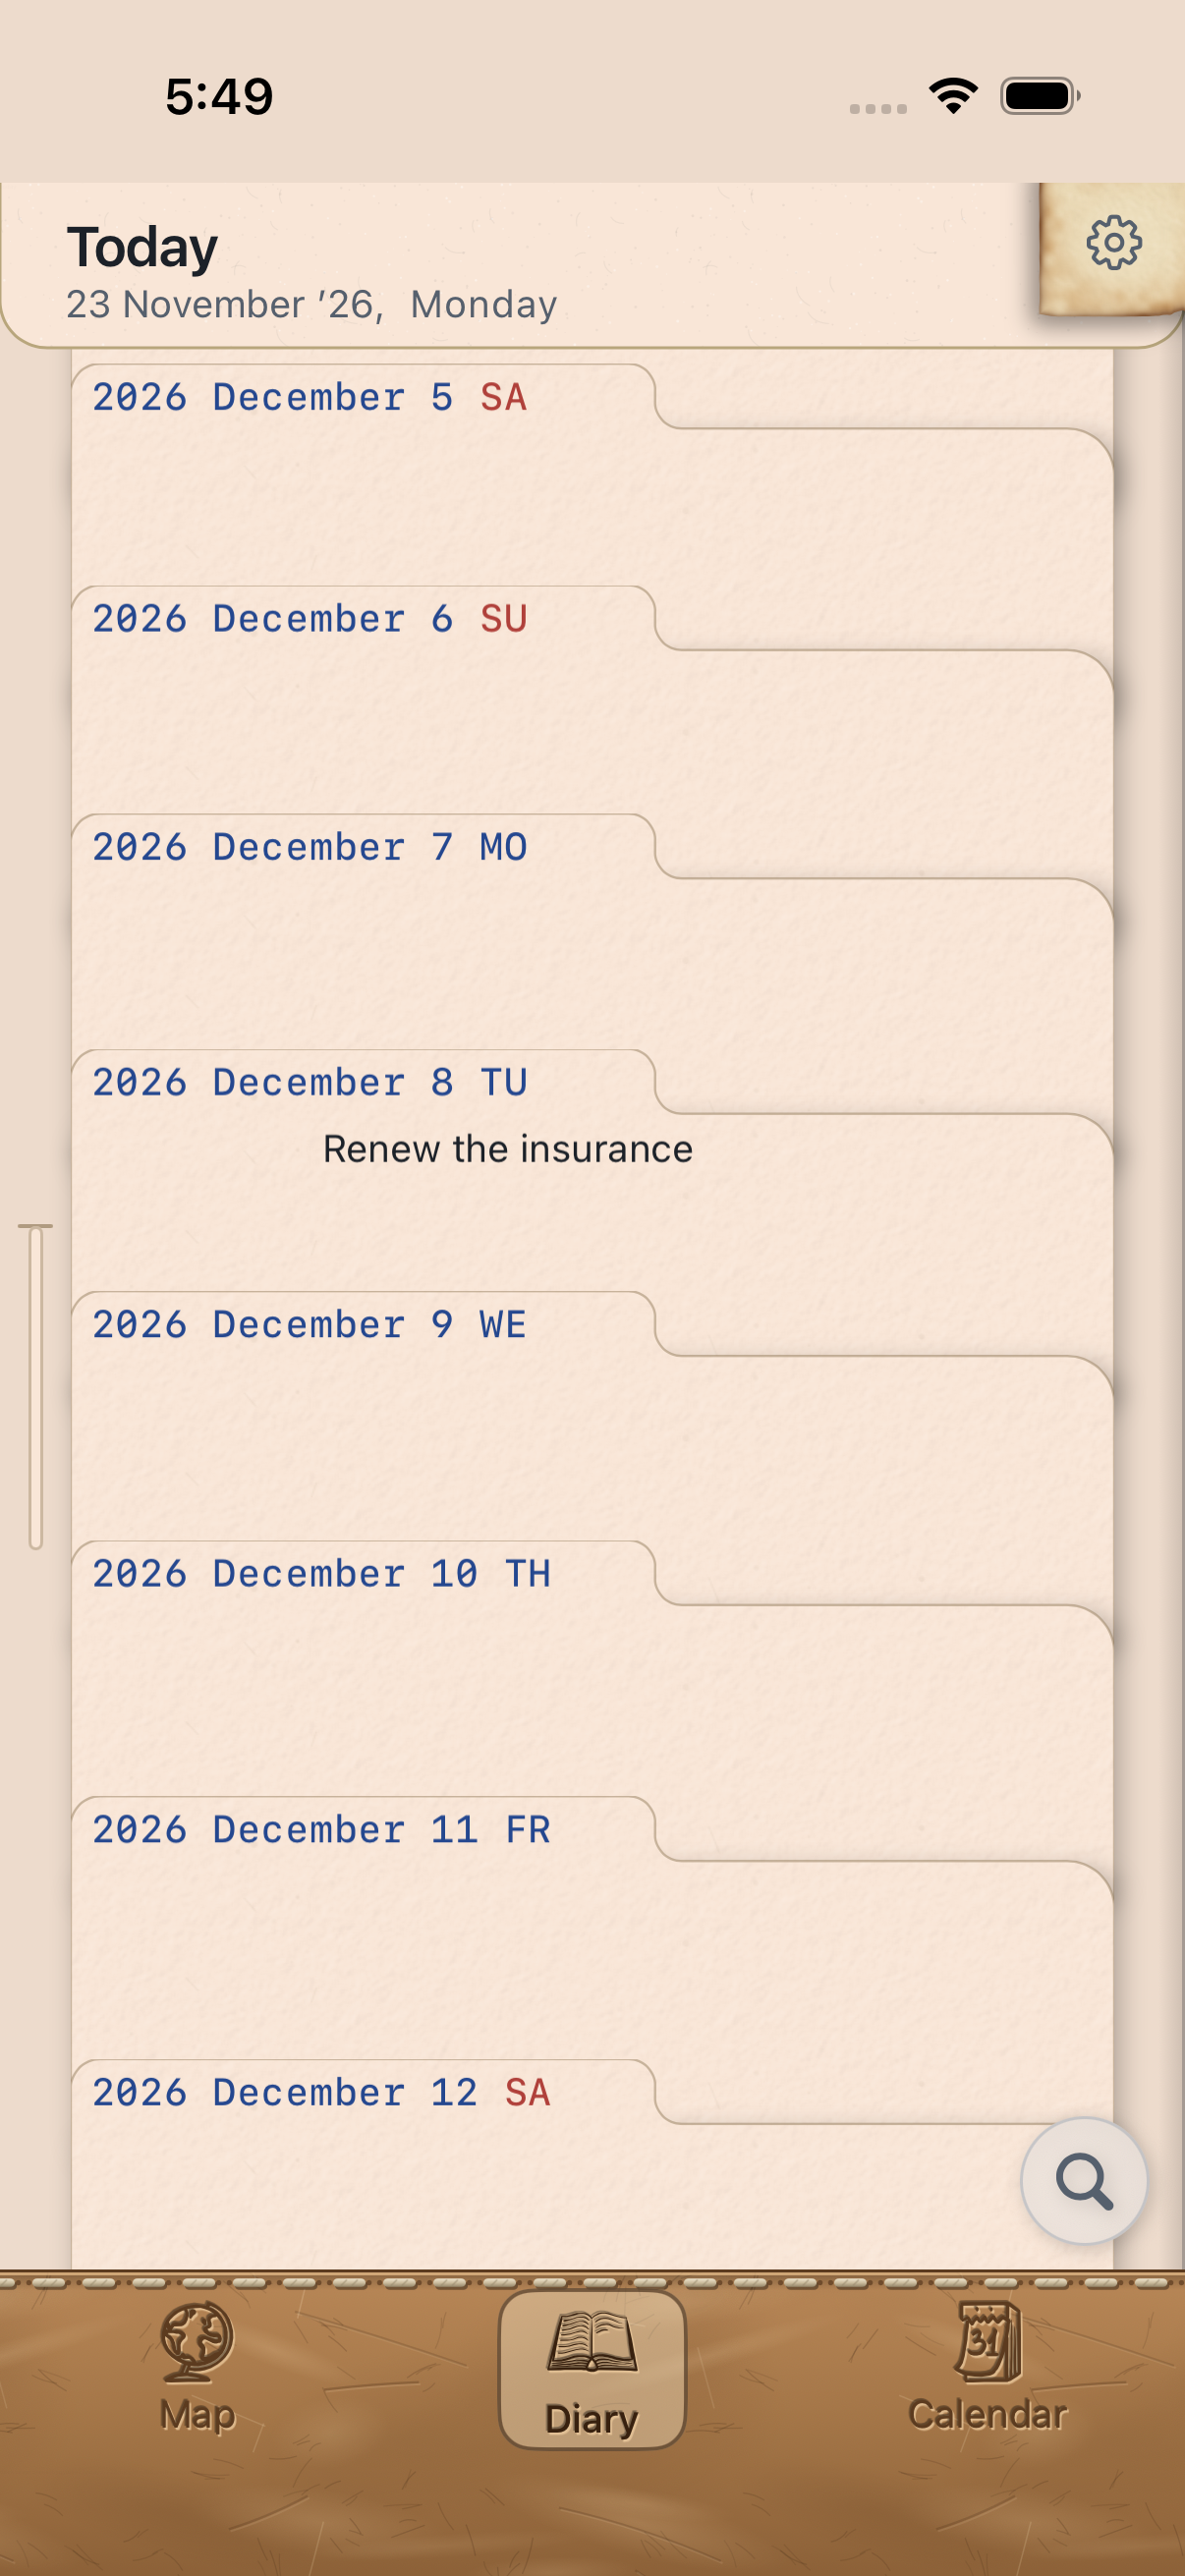 5:49
Today
23 November ’26, Monday
2026 December 5 SA
2026 December 6 SU
2026 December 7 MO
2026 December 8 TU
Renew the insurance
2026 December 9 WE
2026 December 10 TH
2026 December 11 FR
2026 December 12 SA
31
Map
Diary
Calendar